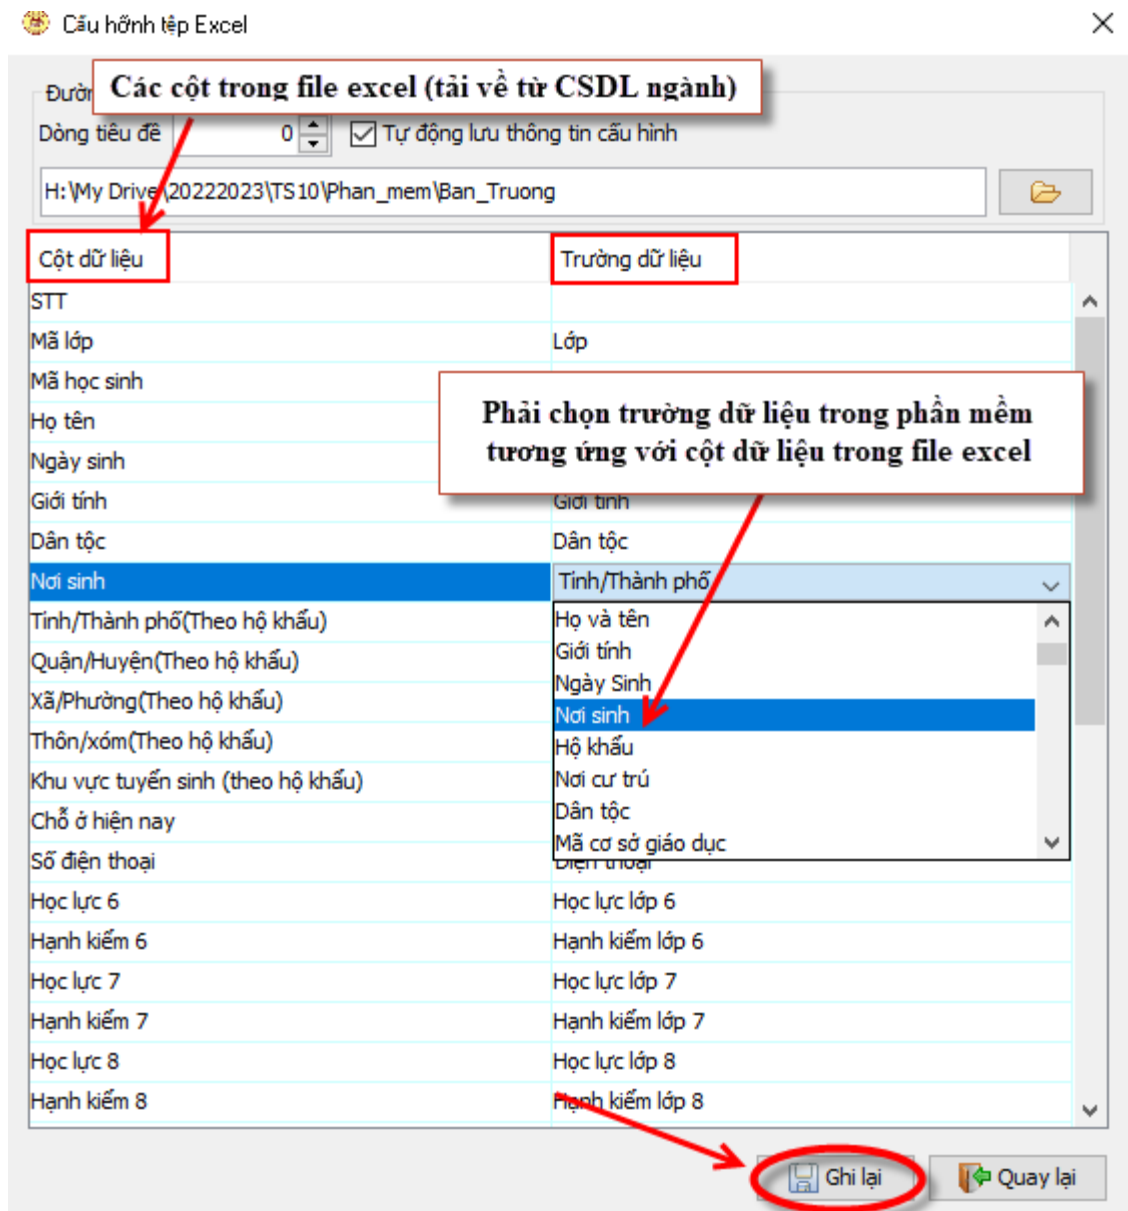 Cấu hỡnh tệp Excel
Các cột trong file excel (tải về từ CSDL ngành)
Dòng tiêu đề
0
Tự động lưu thông tin cấu hình
H:\My Drive\20222023\TS10\Phan_mem\Ban_Truong
Cột dữ liệu
Trường dữ liệu
STT
Mã lớp
Lớp
Mã học sinh
Phải chọn trường dữ liệu trong phần mềm
tương ứng với cột dữ liệu trong file excel
Họ tên
Ngày sinh
Giới tính
Giới tính
Dân tộc
Dân tộc
Nơi sinh
Tỉnh/Thành phố
Tỉnh/Thành phố(Theo hộ khẩu)
Họ và tên
Quận/Huyện(Theo hộ khẩu)
Giới tính
Ngày Sinh
Xã/Phường(Theo hộ khẩu)
Nơi sinh
Thôn/xóm(Theo hộ khẩu)
Hộ khẩu
Khu vực tuyển sinh (theo hộ khẩu)
Nơi cư trú
Chỗ ở hiện nay
Dân tộc
Mã cơ sở giáo dục
Số điện thoại
Điện thoại
Học lực 6
Học lực lớp 6
Hạnh kiểm 6
Hạnh kiểm lớp 6
Học lực 7
Học lực lớp 7
Hạnh kiểm 7
Hạnh kiểm lớp 7
Học lực 8
Học lực lớp 8
Hạnh kiểm 8
Hạnh kiểm lớp 8
Ghi lại
Quay lại